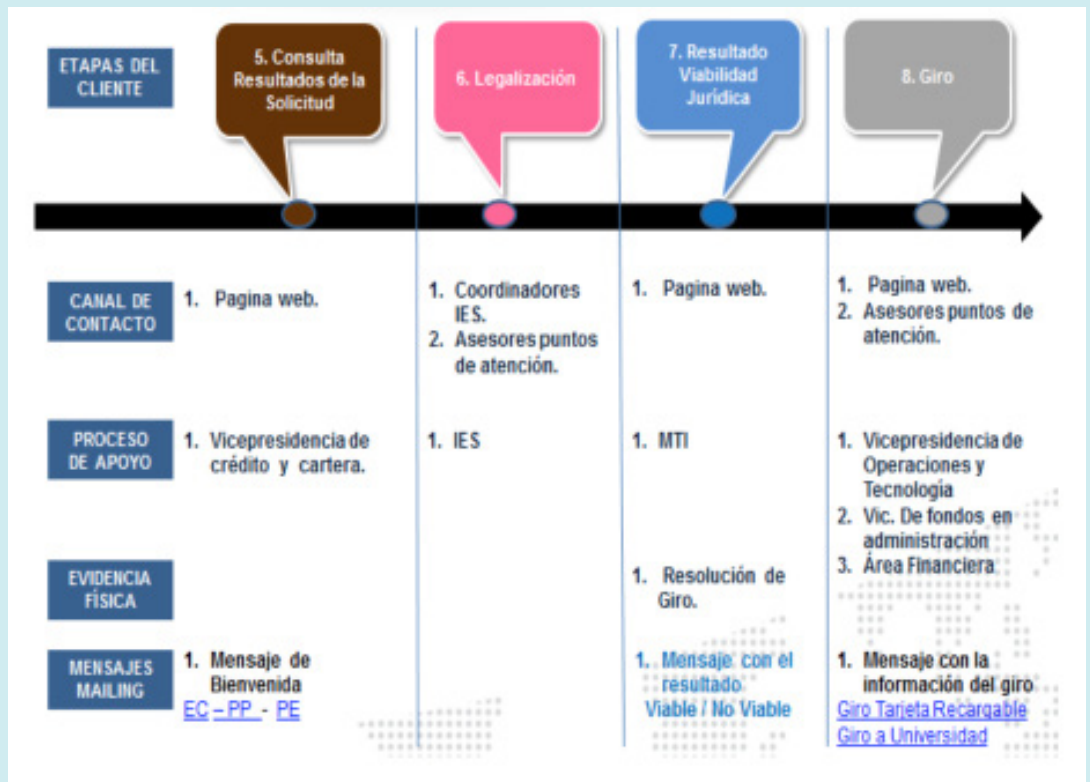 ETAPAS DEL
CLIENTE
5. Consulta
Resultados de la
Solicitud
6. Legalización
7. Resultado
Viabilidad
Jurídica
8. Giro
CANAL DE
CONTACTO
1. Pagina web.
1. Coordinadores
IES.
2. Asesores puntos
de atención.
1. Pagina web.
1. Pagina web.
2. Asesores puntos de
atención.
PROCESO
DE APOYO
1. Vicepresidencia de
crédito y cartera.
1. IES
1. MTI
1. Vicepresidencia de
Operaciones y
Tecnología
2. Vic. De fondos en
administración
3. Área Financiera
EVIDENCIA
FÍSICA
1. Resolución de
Giro.
MENSAJES
MAILING
1. Mensaje de
Bienvenida
EC – PP - PE
1. Mensaje con el
resultado
Viable / No Viable
1. Mensaje con la
información del giro
Giro Tarjeta Recargable
Giro a Universidad